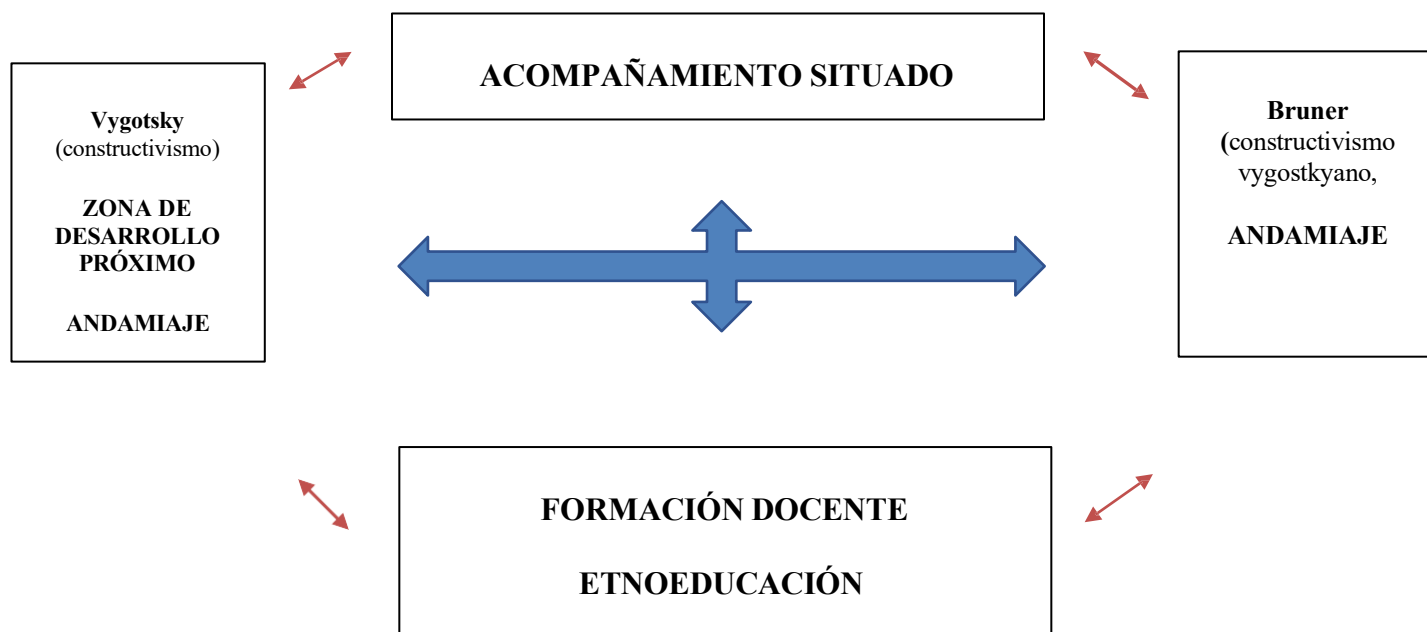 ACOMPAÑAMIENTO SITUADO
Vygotsky
(constructivismo)
ZONA DE
DESARROLLO
PRÓXIMO
ANDAMIAJE
Bruner
(constructivismo
vygostkyano,
ANDAMIAJE
FORMACIÓN DOCENTE
ETNOEDUCACIÓN